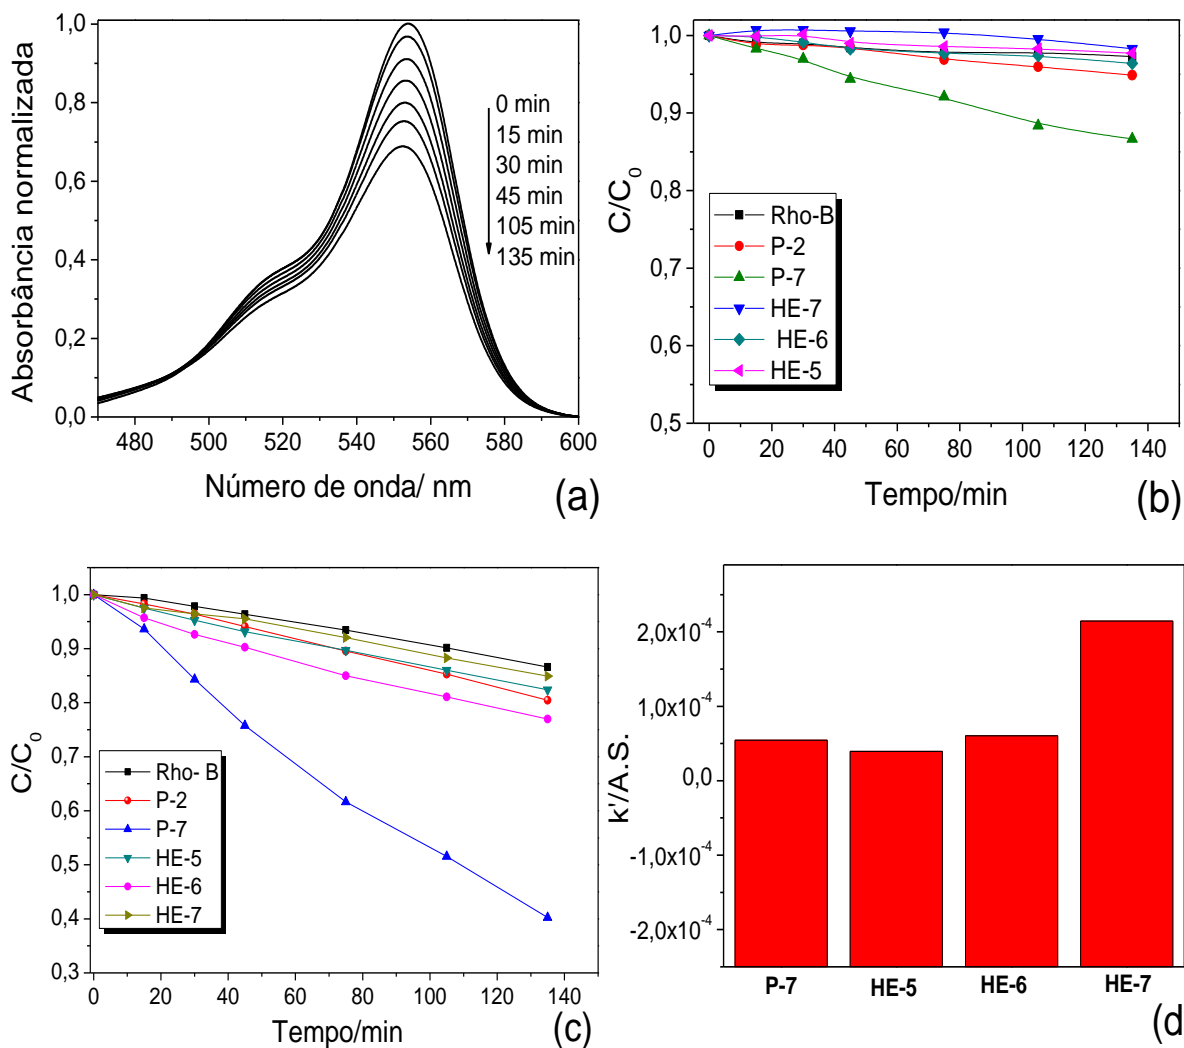 Absorbância normalizada
1,0
0,8
0,6
0,4
0,2
0,0
0 min
15 min
30 min
45 min
105 min
135 min
480 500 520 540 560 580 600
Número de onda/ nm
(a)
C/C0
1,0
0,9
0,8
0,7
0,6
0,5
Rho-B
P-2
P-7
HE-7
HE-6
HE-5
0 20 40 60 80 100 120 140
Tempo/min
(b)
C/C0
1,0
0,9
0,8
0,7
0,6
0,5
0,4
0,3
Rho- B
P-2
P-7
HE-5
HE-6
HE-7
0 20 40 60 80 100 120 140
Tempo/min
(c)
k'/A.S.
2,0x10⁻⁴
1,0x10⁻⁴
0,0
-1,0x10⁻⁴
-2,0x10⁻⁴
P-7 HE-5 HE-6 HE-7
(d